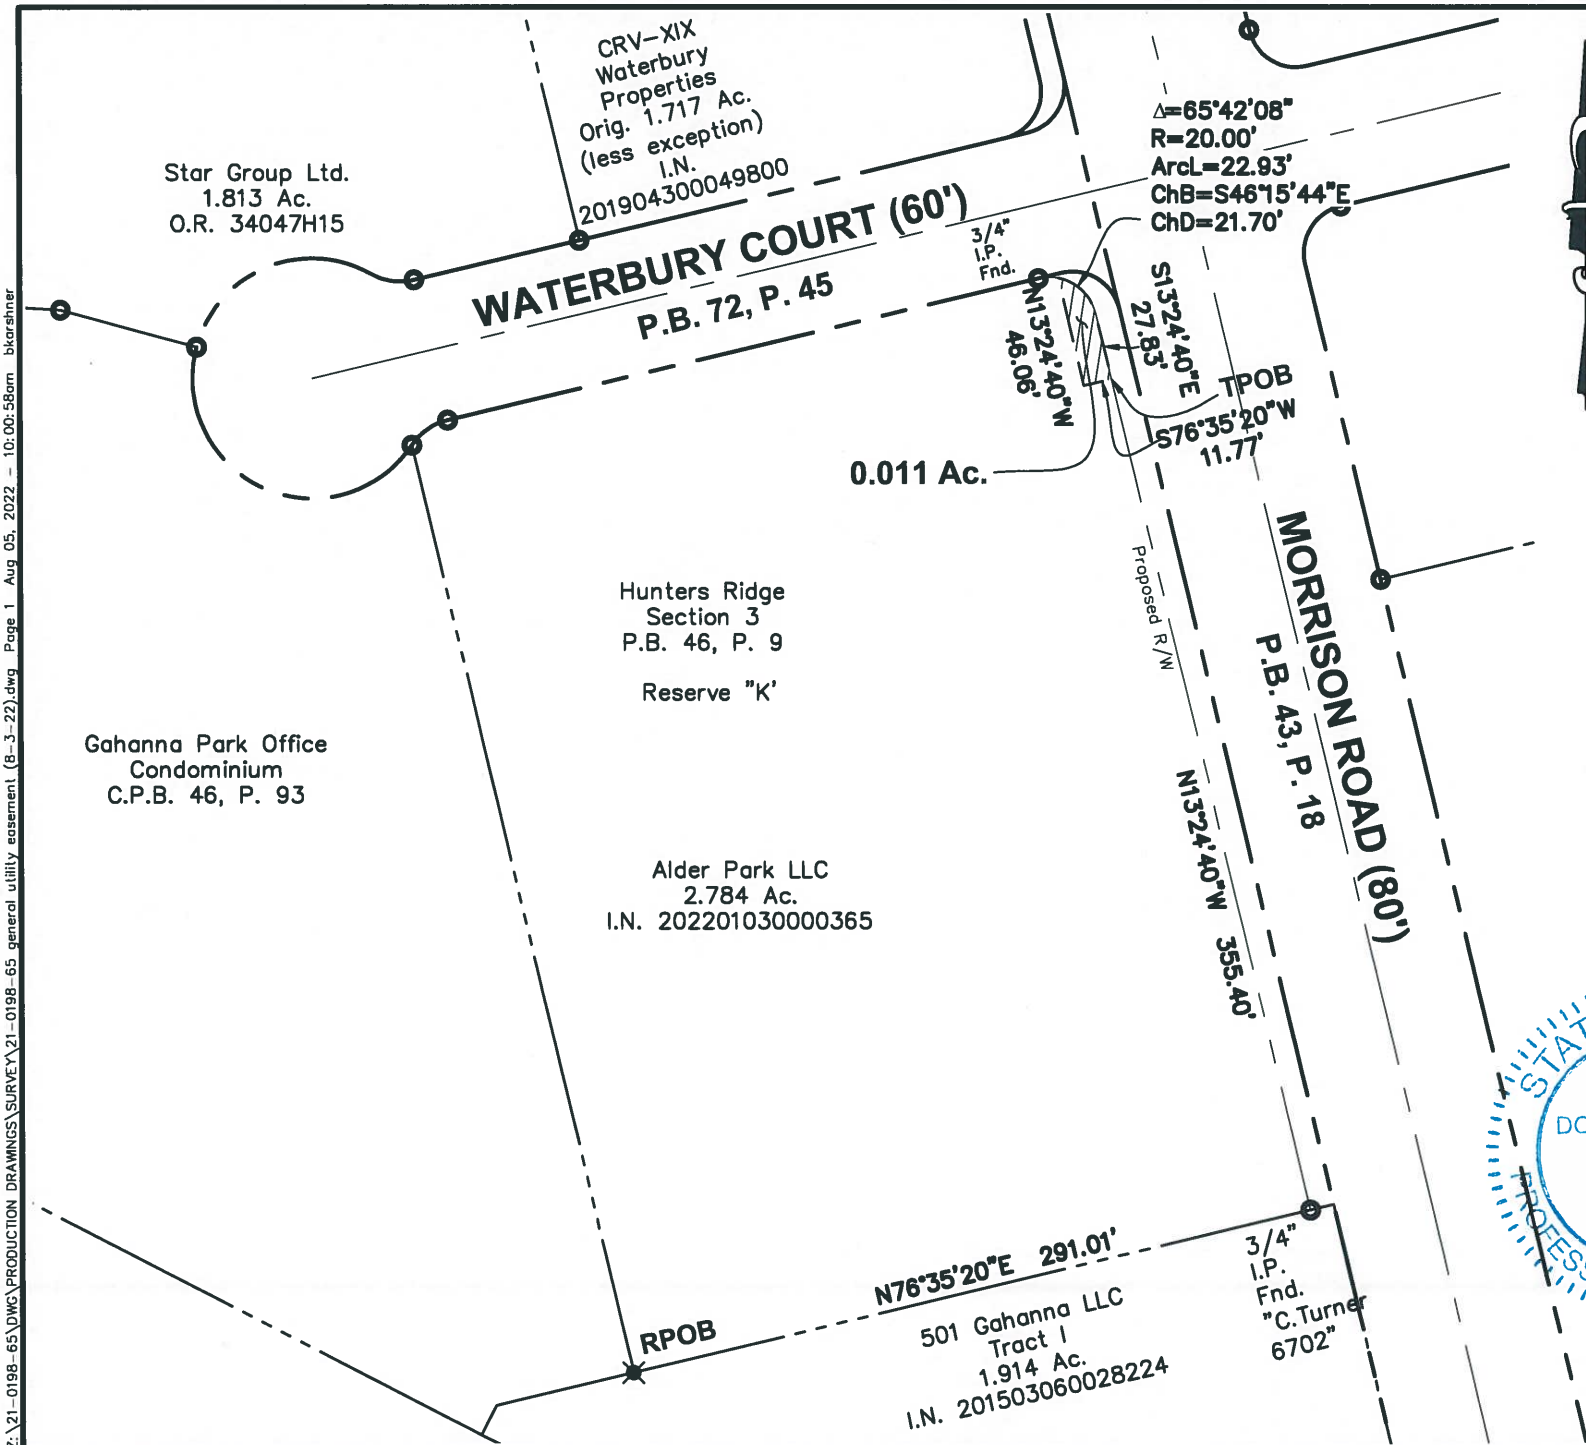 CRV-XIX
Waterbury
Properties
Orig. 1.717 Ac.
(less exception)
I.N.
201904300049800
Star Group Ltd.
1.813 Ac.
O.R. 34047H15
Δ=65°42'08"
R=20.00'
ArcL=22.93'
ChB=S46°15'44"E
ChD=21.70'
WATERBURY COURT (60')
P.B. 72, P. 45
3/4"
I.P.
Fnd.
N13°24'40"W
46.06'
S13°24'40"E
27.83'
TPOB
S76°35'20"W
11.77'
0.011 Ac.
Proposed R/W
MORRISON ROAD (80')
P.B. 43, P. 18
Hunters Ridge
Section 3
P.B. 46, P. 9
Reserve "K'
Gahanna Park Office
Condominium
C.P.B. 46, P. 93
Alder Park LLC
2.784 Ac.
I.N. 202201030000365
N13°24'40"W 355.40'
N76°35'20"E 291.01'
RPOB
501 Gahanna LLC
Tract I
1.914 Ac.
I.N. 201503060028224
3/4"
I.P.
Fnd.
"C.Turner
6702"
Z:\21-0198-65\DWG\PRODUCTION DRAWINGS\SURVEY\21-0198-65 general utility easement (8-3-22).dwg Page 1 Aug 05, 2022 - 10:00:58am bkarshner
STAT
DO
PROFESS